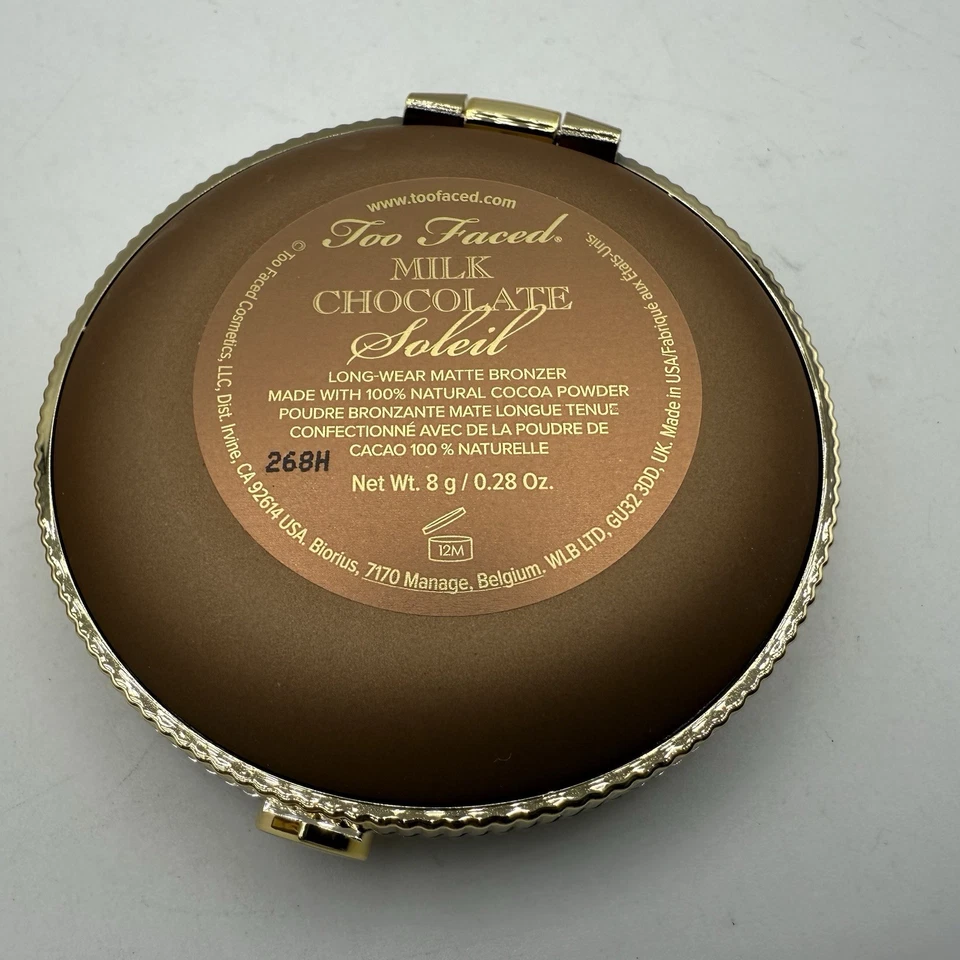 www.toofaced.com
Too Faced®
MILK
CHOCOLATE
Soleil
LONG-WEAR MATTE BRONZER
MADE WITH 100% NATURAL COCOA POWDER
POUDRE BRONZANTE MATE LONGUE TENUE
CONFECTIONNÉ AVEC DE LA POUDRE DE
CACAO 100 % NATURELLE
268H
Net Wt. 8 g / 0.28 Oz.
12M
© Too Faced Cosmetics, LLC, Dist. Irvine, CA 92614 USA. Biorius, 7170 Manage, Belgium. WLB LTD, GU32 3DD, UK. Made in USA/Fabriqué aux États-Unis.